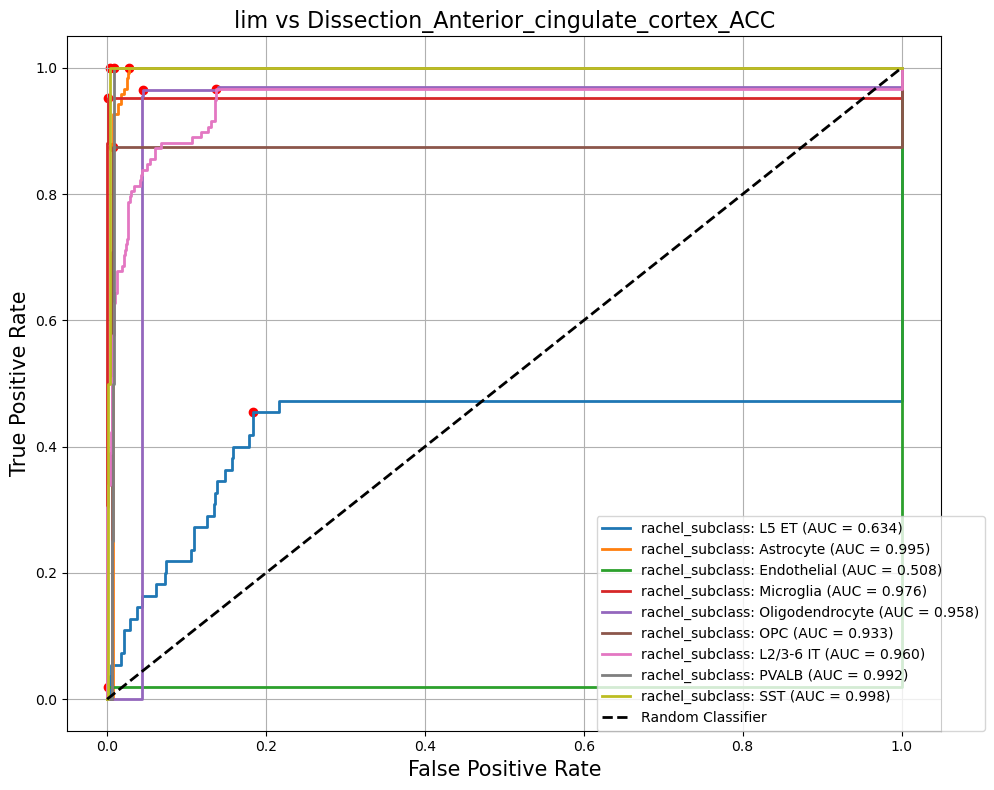 lim vs Dissection_Anterior_cingulate_cortex_ACC
True Positive Rate
1.0
0.8
0.6
0.4
0.2
0.0
rachel_subclass: L5 ET (AUC = 0.634)
rachel_subclass: Astrocyte (AUC = 0.995)
rachel_subclass: Endothelial (AUC = 0.508)
rachel_subclass: Microglia (AUC = 0.976)
rachel_subclass: Oligodendrocyte (AUC = 0.958)
rachel_subclass: OPC (AUC = 0.933)
rachel_subclass: L2/3-6 IT (AUC = 0.960)
rachel_subclass: PVALB (AUC = 0.992)
rachel_subclass: SST (AUC = 0.998)
Random Classifier
0.0 0.2 0.4 0.6 0.8 1.0
False Positive Rate